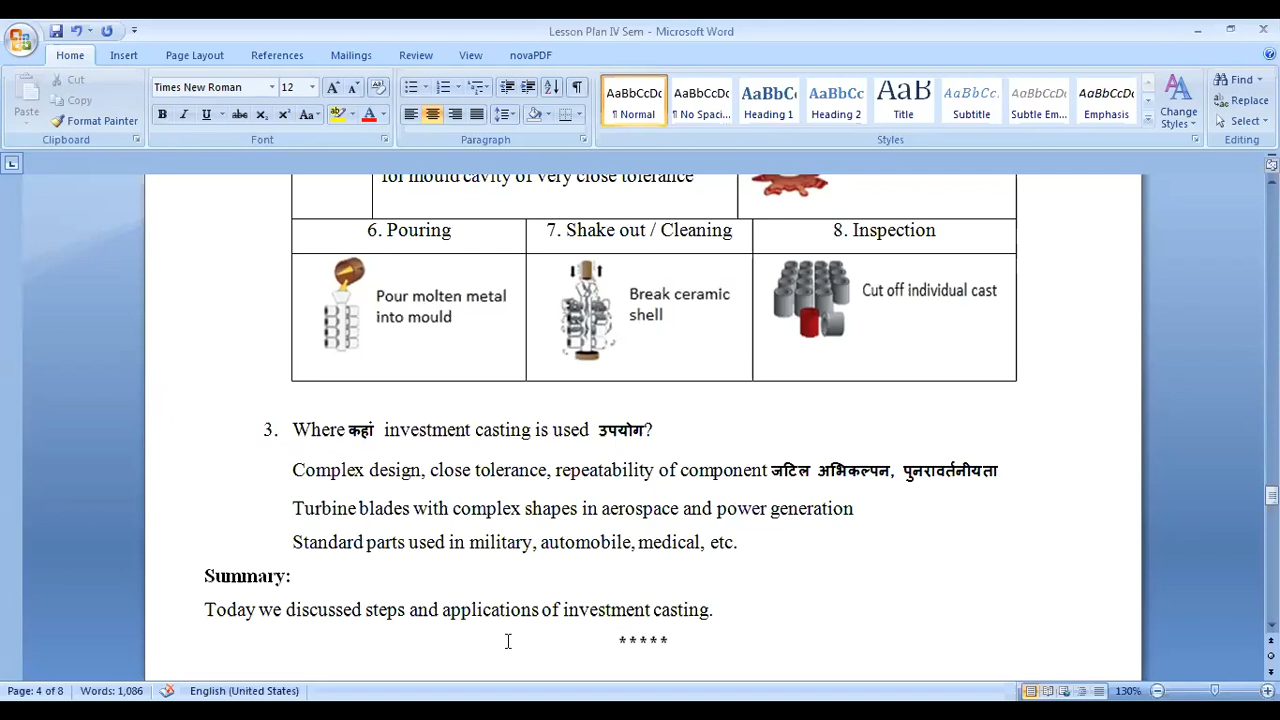 Lesson Plan IV Sem - Microsoft Word
Home Insert Page Layout References Mailings Review View novaPDF
Cut
Copy
Paste
Format Painter
Clipboard
Times New Roman 12
Font
Paragraph
AaBbCcDc AaBbCcDc AaBbC AaBbCc AaB AaBbCc. AaBbCcDc AaBbCcDc
¶ Normal ¶ No Spaci... Heading 1 Heading 2 Title Subtitle Subtle Em... Emphasis
Change Styles
Styles
Find
Replace
Select
Editing
for mould cavity of very close tolerance
6. Pouring 7. Shake out / Cleaning 8. Inspection
Pour molten metal
into mould
Break ceramic
shell
Cut off individual cast
3. Where कहां investment casting is used उपयोग?
Complex design, close tolerance, repeatability of component जटिल अभिकल्पन, पुनरावर्तनीयता
Turbine blades with complex shapes in aerospace and power generation
Standard parts used in military, automobile, medical, etc.
Summary:
Today we discussed steps and applications of investment casting.
*****
Page: 4 of 8 Words: 1,086 English (United States) 130%